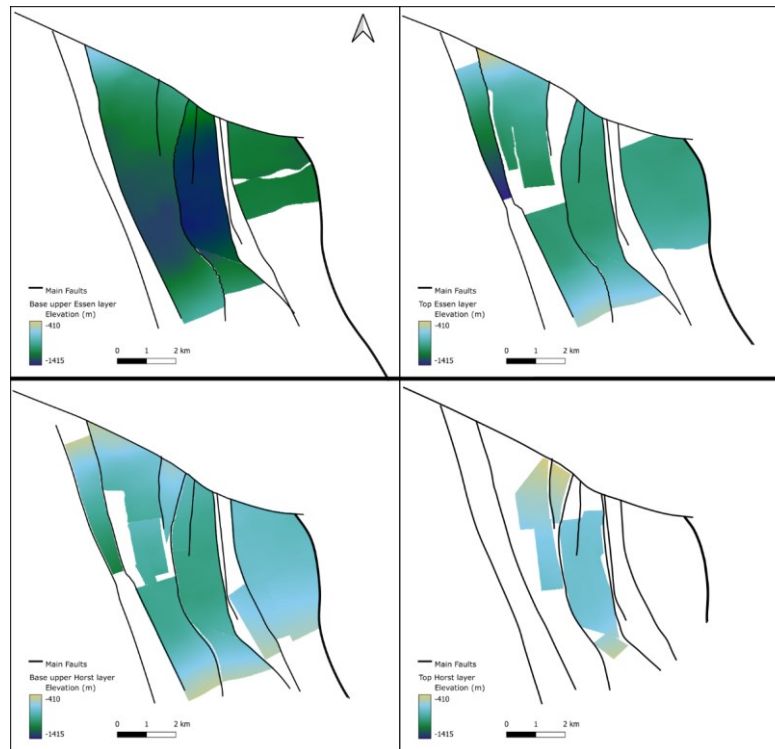 Main Faults
Base upper Essen layer
Elevation (m)
-410
-1415
0 1 2 km
Main Faults
Top Essen layer
Elevation (m)
-410
-1415
0 1 2 km
Main Faults
Base upper Horst layer
Elevation (m)
-410
-1415
0 1 2 km
Main Faults
Top Horst layer
Elevation (m)
-410
-1415
0 1 2 km